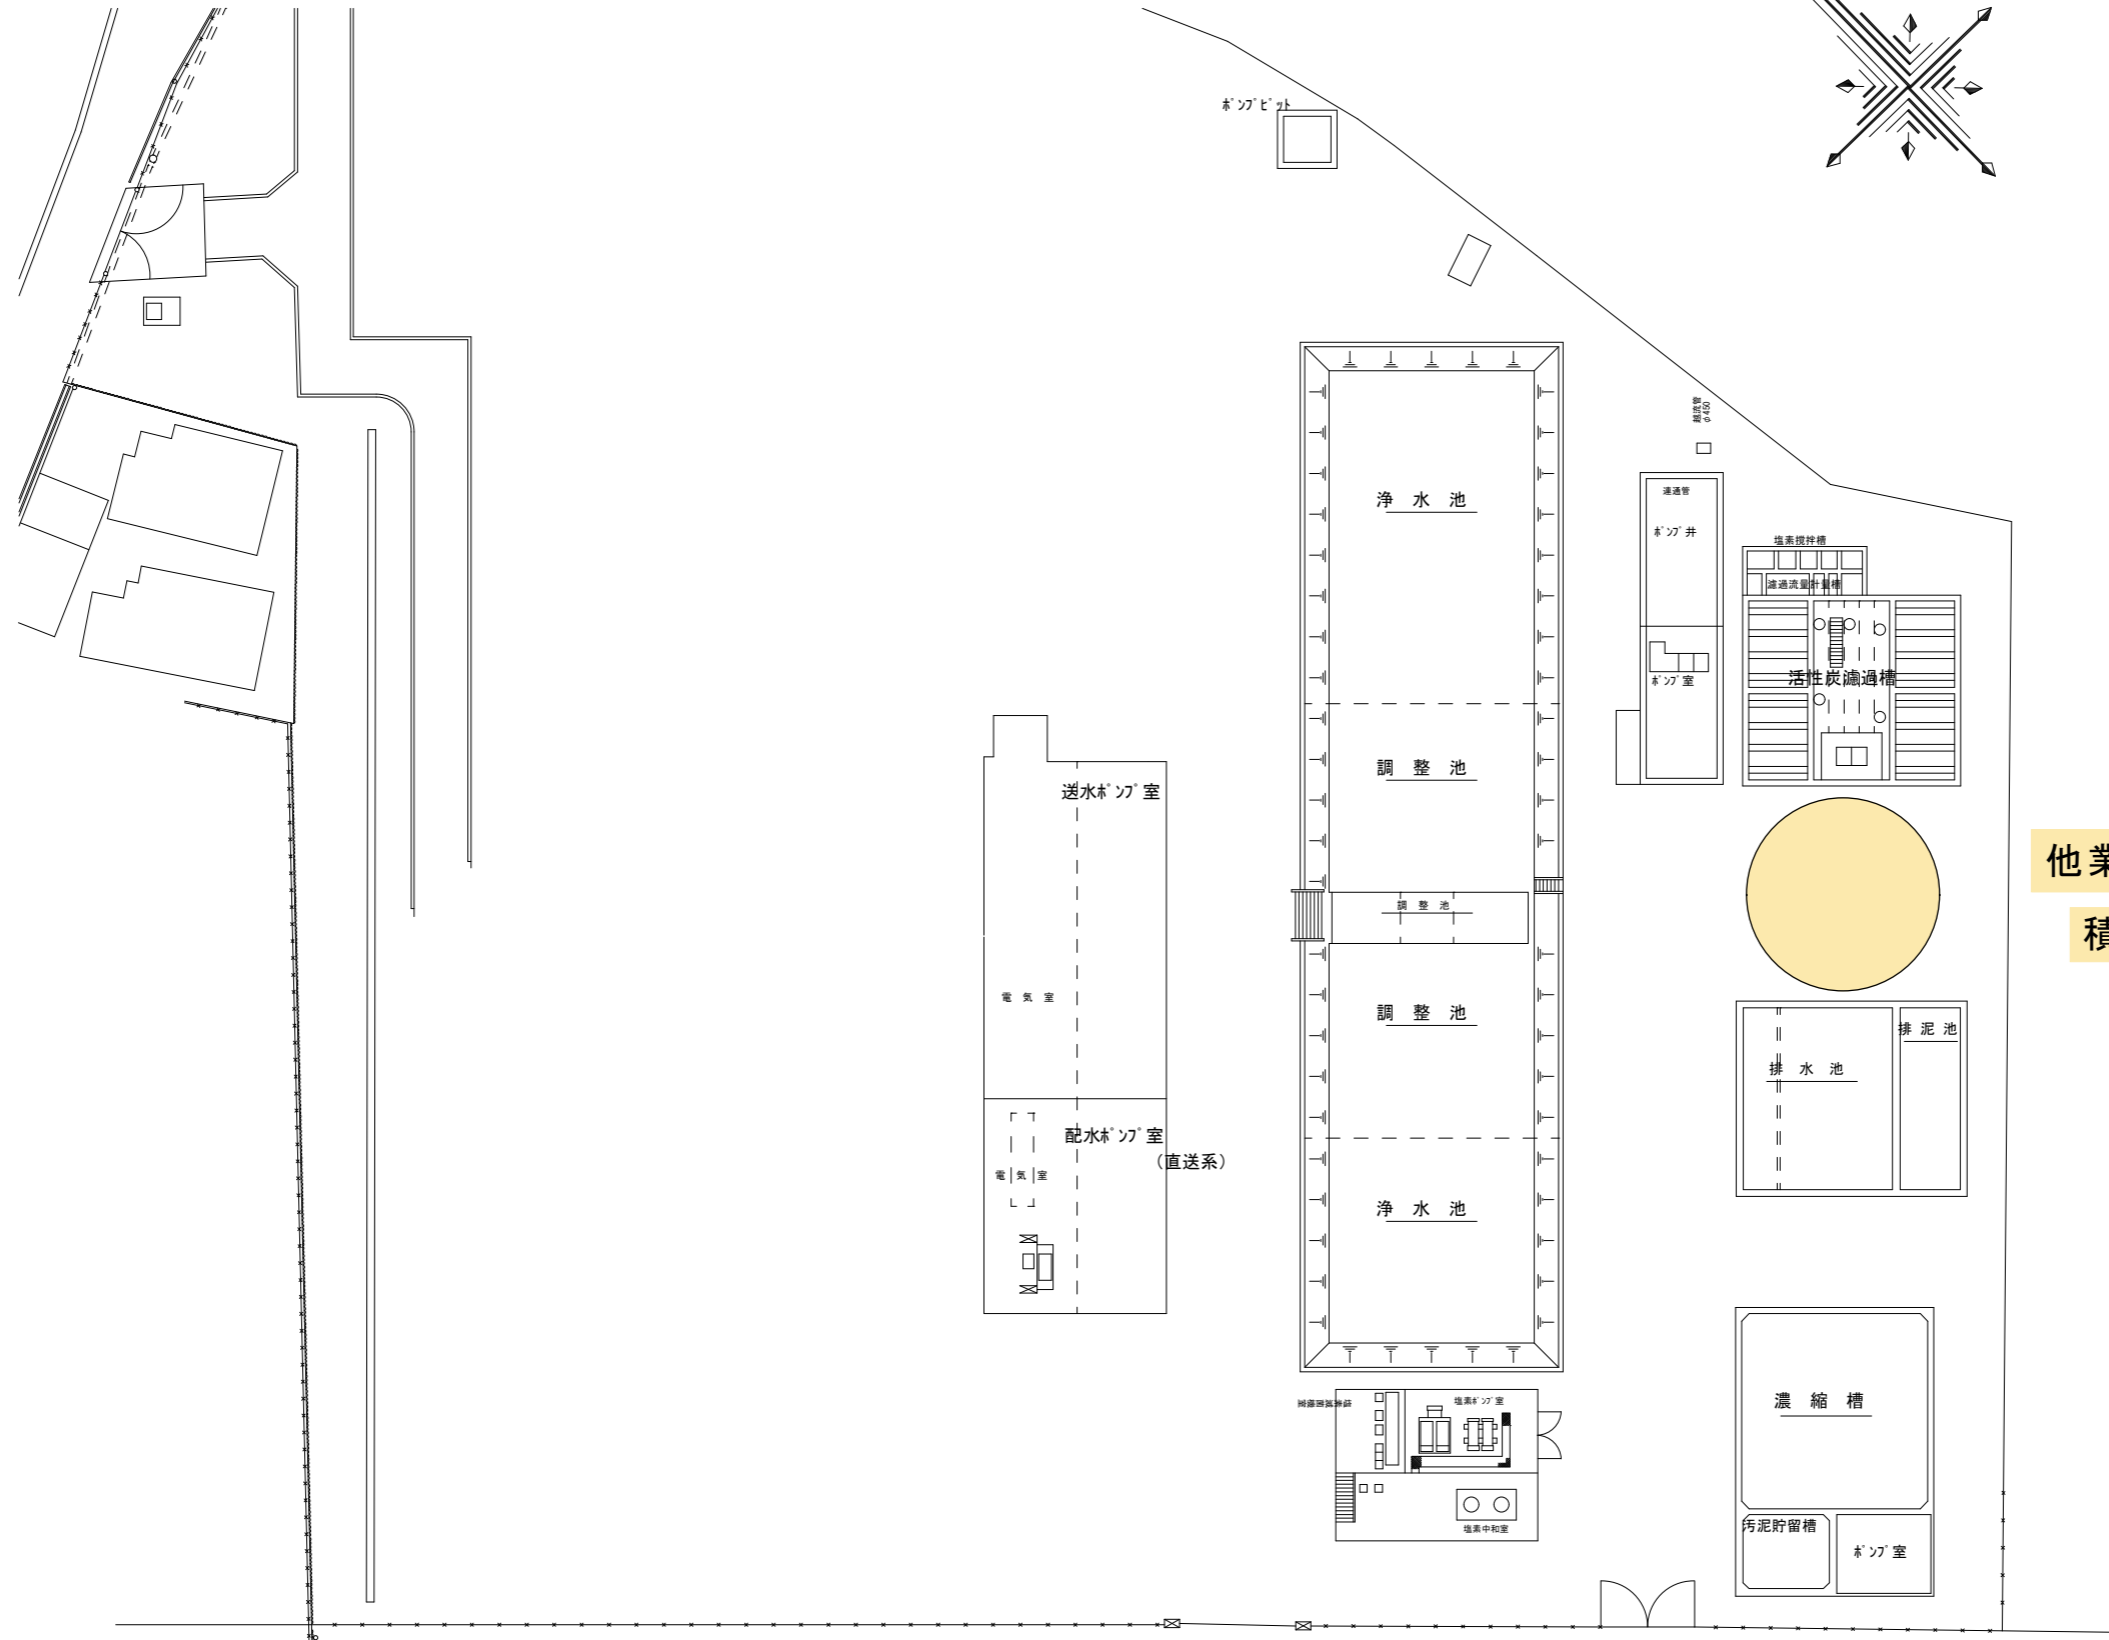 ﾎﾟﾝﾌﾟﾋﾟｯﾄ
越流管
φ450
浄水池
連通管
ﾎﾟﾝﾌﾟ井
塩素撹拌槽
濾過流量計量槽
ﾎﾟﾝﾌﾟ室
活性炭濾過槽
調整池
送水ﾎﾟﾝﾌﾟ室
他業
積
調整池
電気室
調整池
排泥池
排水池
配水ﾎﾟﾝﾌﾟ室
(直送系)
電気室
浄水池
塩素ﾎﾟﾝﾌﾟ室
濃縮槽
塩素中和室
汚泥貯留槽
ﾎﾟﾝﾌﾟ室